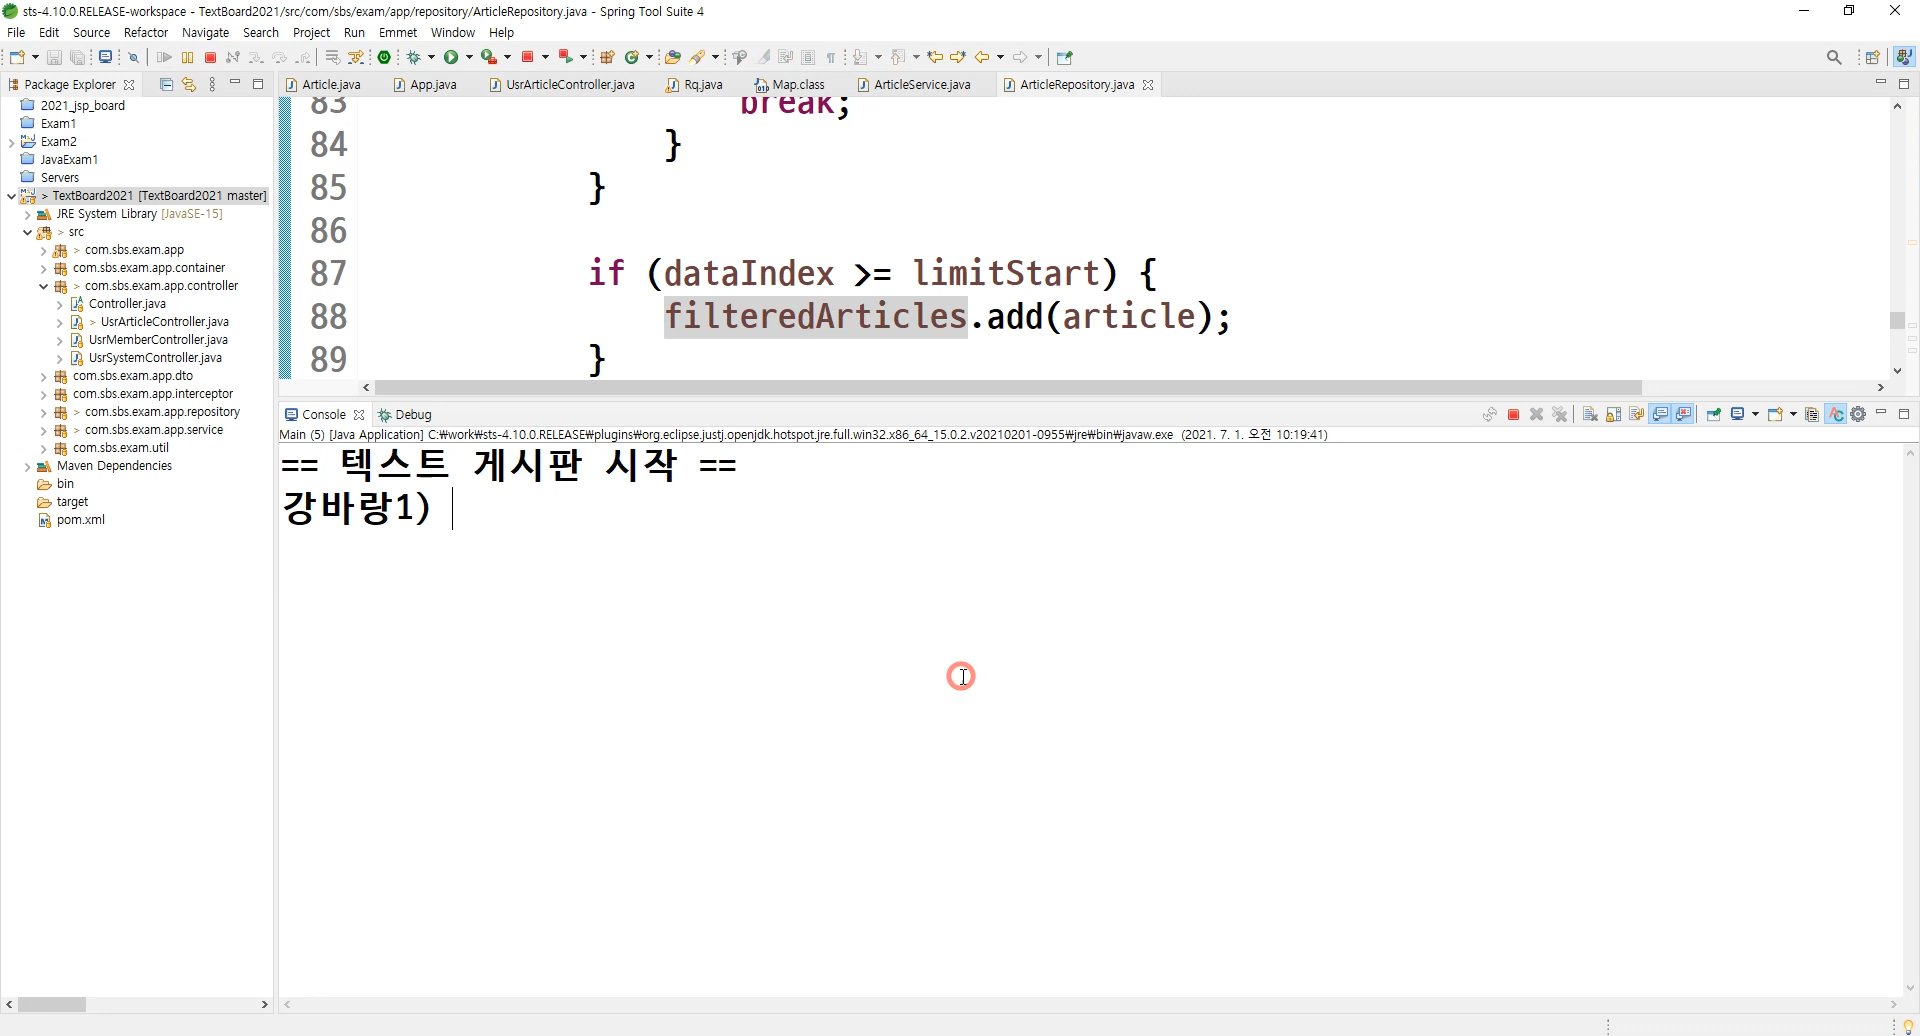 sts-4.10.0.RELEASE-workspace - TextBoard2021/src/com/sbs/exam/app/repository/ArticleRepository.java - Spring Tool Suite 4
File Edit Source Refactor Navigate Search Project Run Emmet Window Help
Package Explorer
2021_jsp_board
Exam1
Exam2
JavaExam1
Servers
> TextBoard2021 [TextBoard2021 master]
JRE System Library [JavaSE-15]
> src
> com.sbs.exam.app
com.sbs.exam.app.container
> com.sbs.exam.app.controller
Controller.java
> UsrArticleController.java
UsrMemberController.java
UsrSystemController.java
com.sbs.exam.app.dto
com.sbs.exam.app.interceptor
> com.sbs.exam.app.repository
> com.sbs.exam.app.service
com.sbs.exam.util
Maven Dependencies
bin
target
pom.xml
Article.java App.java UsrArticleController.java Rq.java Map.class ArticleService.java ArticleRepository.java
83 break;
84 }
85 }
86
87 if (dataIndex >= limitStart) {
88 filteredArticles.add(article);
89 }
Console Debug
Main (5) [Java Application] C:₩work₩sts-4.10.0.RELEASE₩plugins₩org.eclipse.justj.openjdk.hotspot.jre.full.win32.x86_64_15.0.2.v20210201-0955₩jre₩bin₩javaw.exe (2021. 7. 1. 오전 10:19:41)
== 텍스트 게시판 시작 ==
강바랑1)